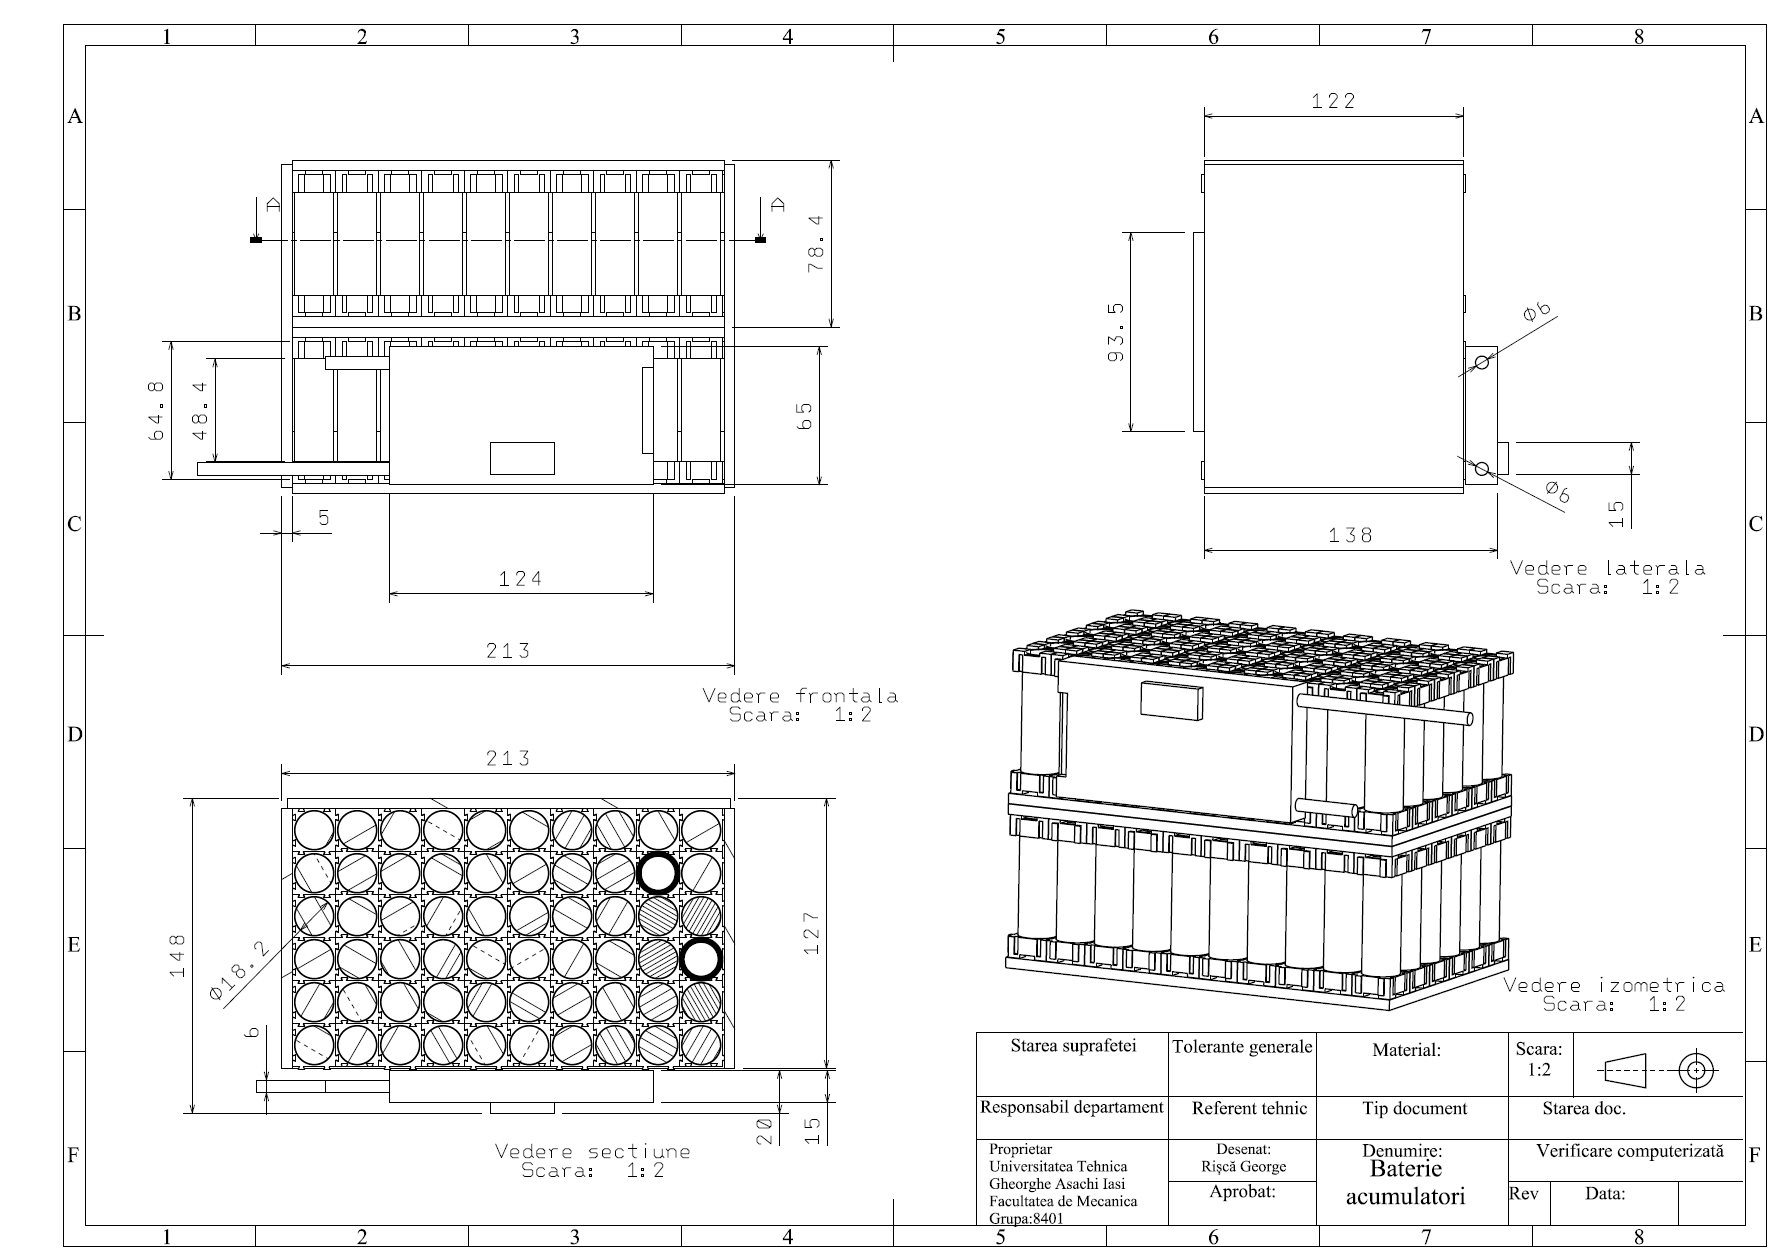 1 2 3 4 5 6 7 8
A A
122
D D
78.4
B B
93.5
Ø6
64.8
48.4
65
Ø6
15
C C
5
138
124
Vedere laterala
Scara: 1:2
213
Vedere frontala
Scara: 1:2
D D
213
148
127
E E
Ø18.2
6
Vedere izometrica
Scara: 1:2
20
15
Vedere sectiune
Scara: 1:2
Starea suprafetei
Tolerante generale
Material:
Scara:
1:2
Responsabil departament
Referent tehnic
Tip document
Starea doc.
Proprietar
Universitatea Tehnica
Gheorghe Asachi Iasi
Facultatea de Mecanica
Grupa:8401
Desenat:
Rișcă George
Aprobat:
Denumire:
Baterie
acumulatori
Verificare computerizată
Rev
Data:
F F
1 2 3 4 5 6 7 8